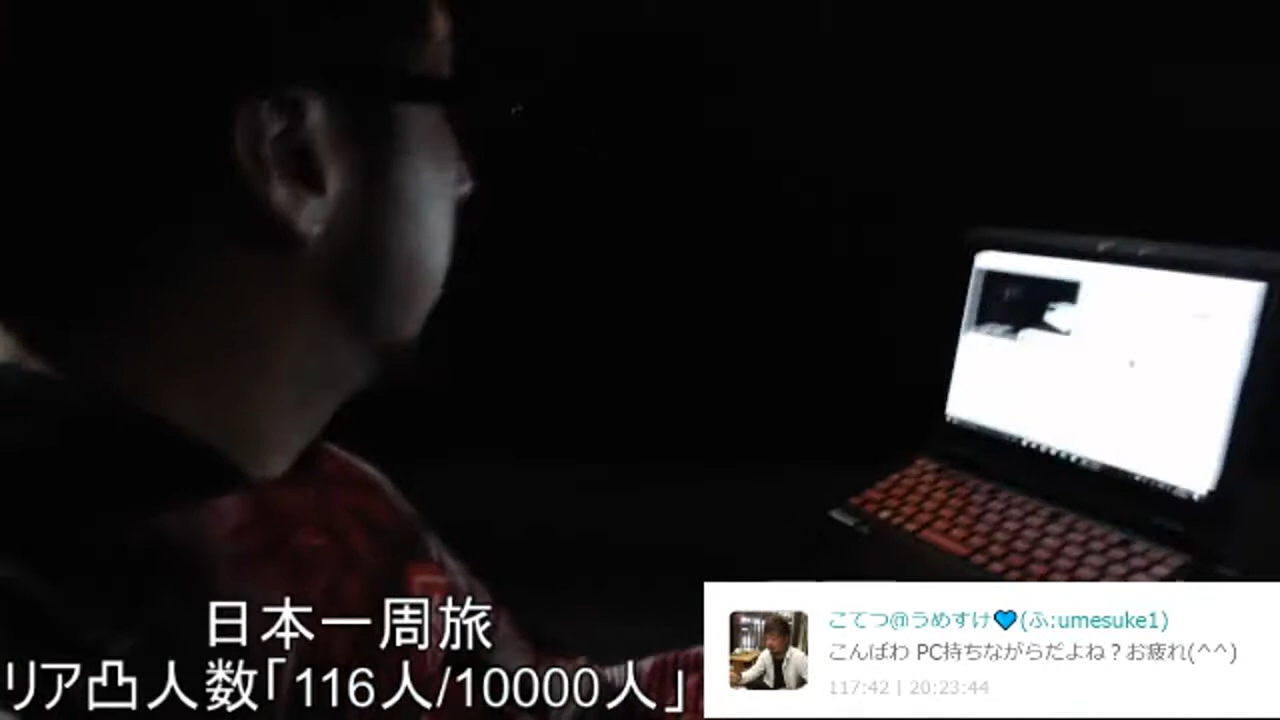 日本一周旅
リア凸人数「116人/10000人」
こてつ@うめすけ💙(ふ:umesuke1)
こんばわ PC持ちながらだよね？お疲れ(^^)
117:42 | 20:23:44